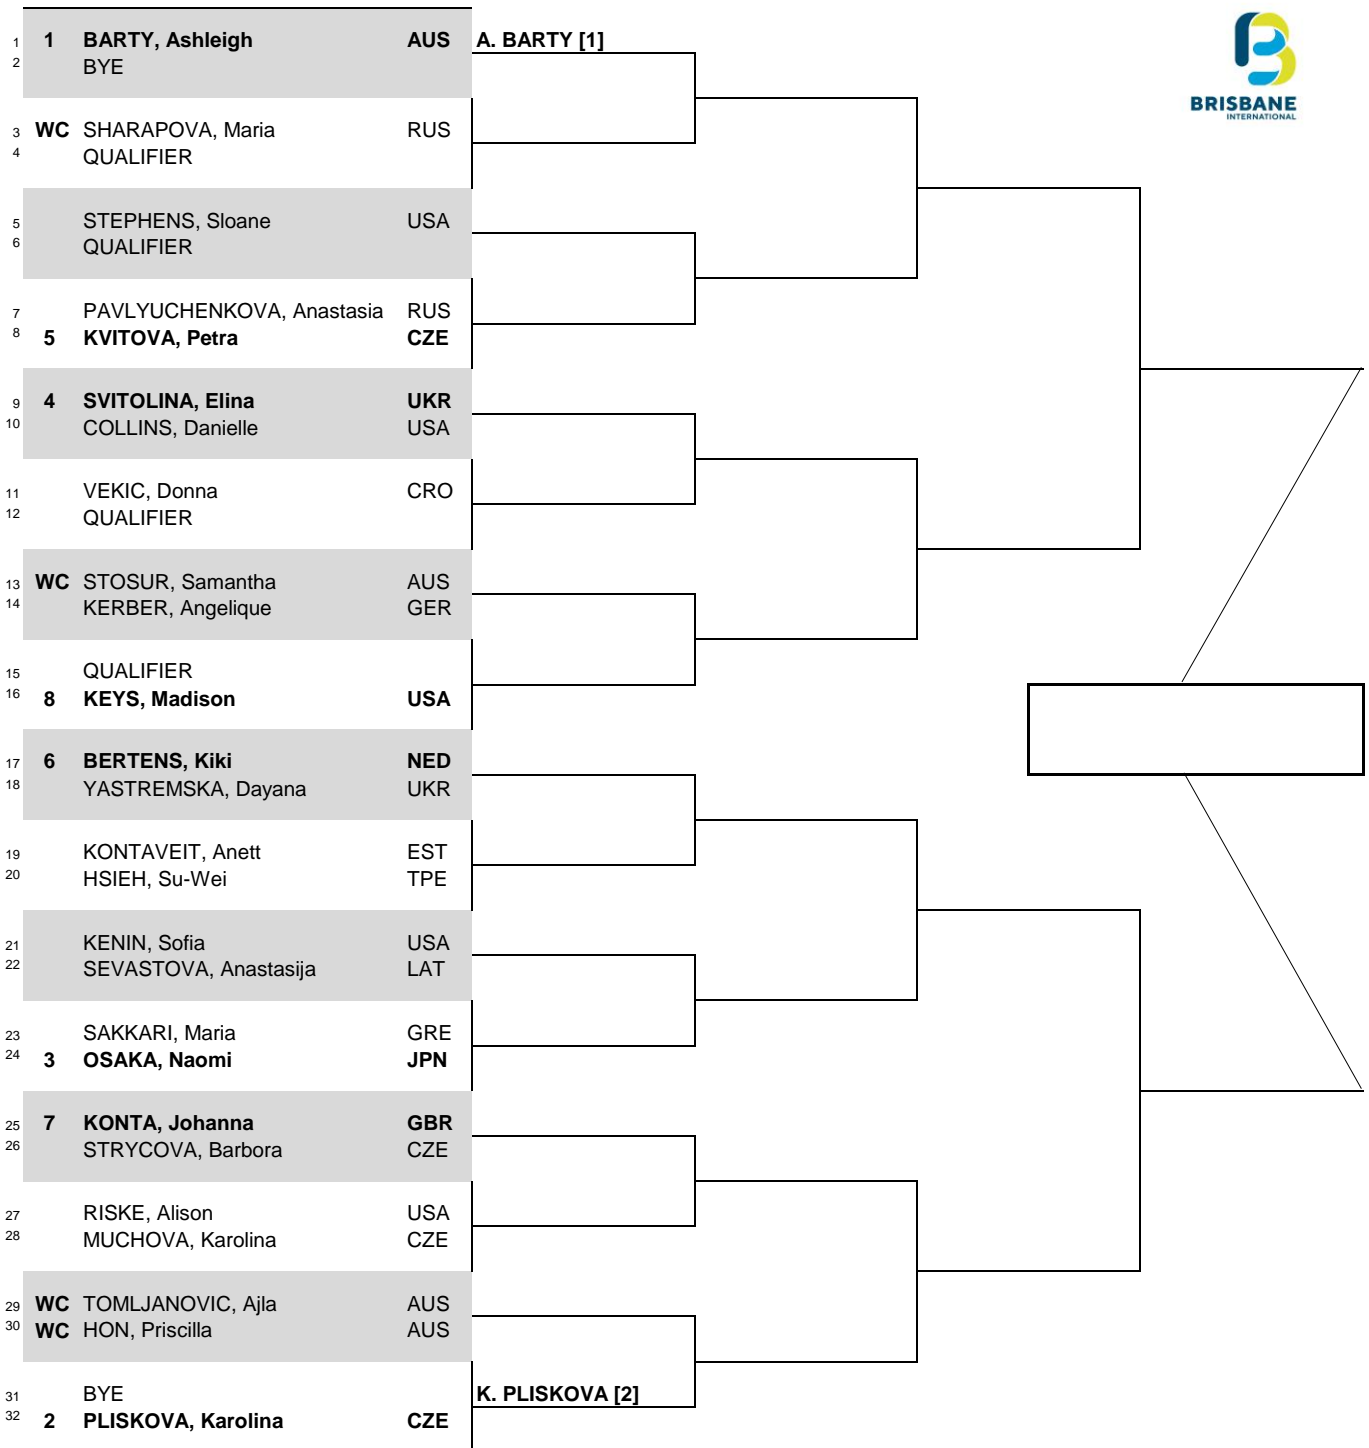 1 1 BARTY, Ashleigh AUS A. BARTY [1]
2 BYE
BRISBANE
INTERNATIONAL
3 WC SHARAPOVA, Maria RUS
4 QUALIFIER
5 STEPHENS, Sloane USA
6 QUALIFIER
7 PAVLYUCHENKOVA, Anastasia RUS
8 5 KVITOVA, Petra CZE
9 4 SVITOLINA, Elina UKR
10 COLLINS, Danielle USA
11 VEKIC, Donna CRO
12 QUALIFIER
13 WC STOSUR, Samantha AUS
14 KERBER, Angelique GER
15 QUALIFIER
16 8 KEYS, Madison USA
17 6 BERTENS, Kiki NED
18 YASTREMSKA, Dayana UKR
19 KONTAVEIT, Anett EST
20 HSIEH, Su-Wei TPE
21 KENIN, Sofia USA
22 SEVASTOVA, Anastasija LAT
23 SAKKARI, Maria GRE
24 3 OSAKA, Naomi JPN
25 7 KONTA, Johanna GBR
26 STRYCOVA, Barbora CZE
27 RISKE, Alison USA
28 MUCHOVA, Karolina CZE
29 WC TOMLJANOVIC, Ajla AUS
30 WC HON, Priscilla AUS
31 BYE K. PLISKOVA [2]
32 2 PLISKOVA, Karolina CZE